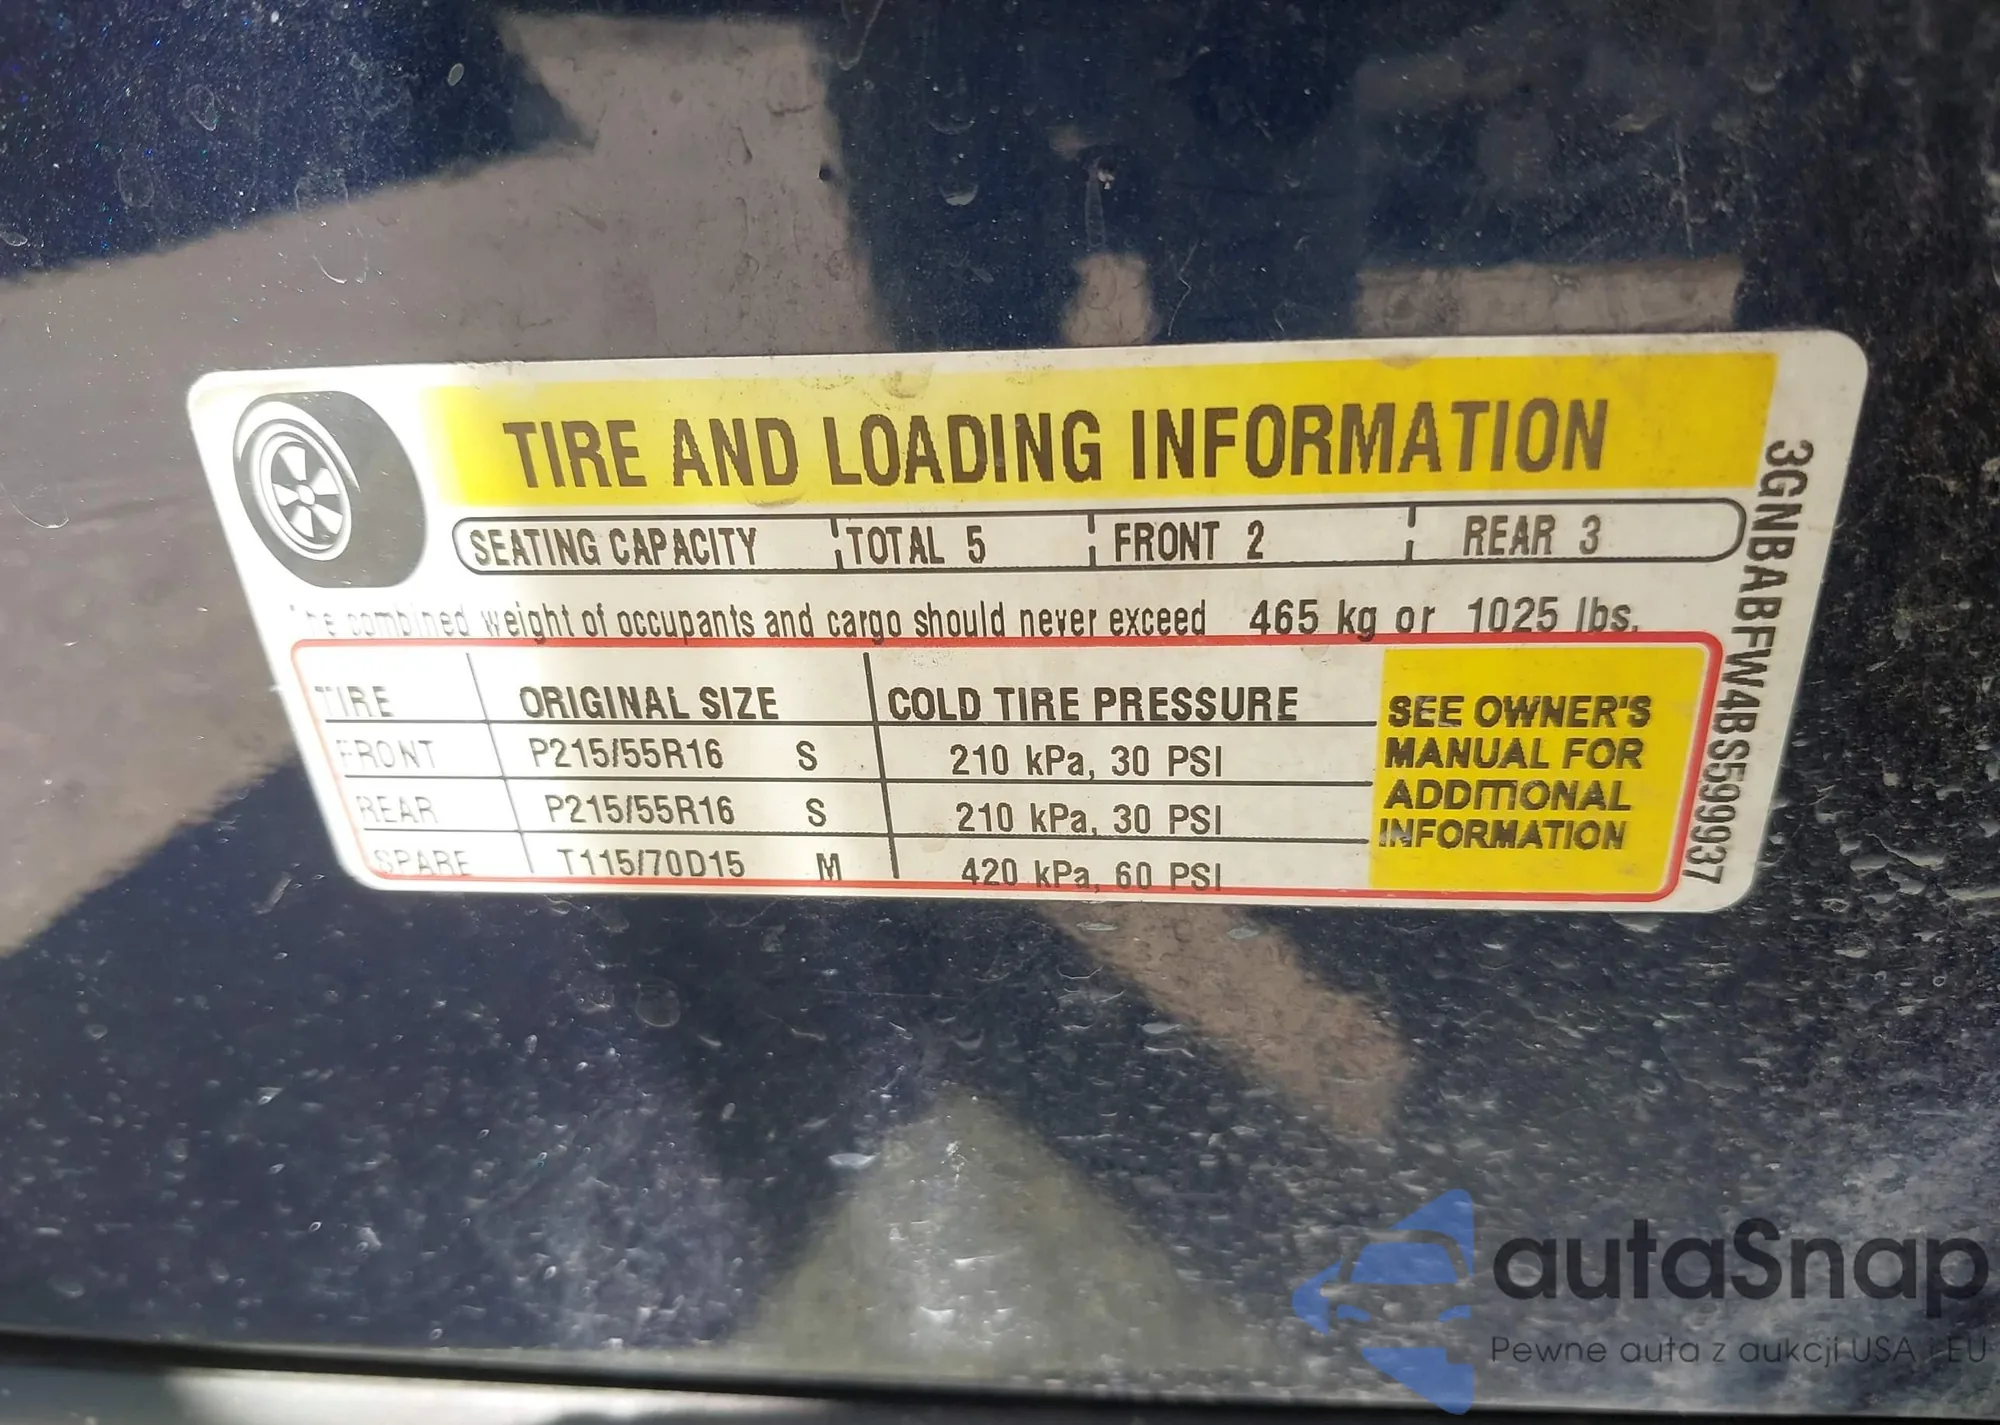 TIRE AND LOADING INFORMATION
SEATING CAPACITY TOTAL 5 FRONT 2 REAR 3
The combined weight of occupants and cargo should never exceed 465 kg or 1025 lbs.
TIRE ORIGINAL SIZE COLD TIRE PRESSURE
FRONT P215/55R16 S 210 kPa, 30 PSI
REAR P215/55R16 S 210 kPa, 30 PSI
SPARE T115/70D15 M 420 kPa, 60 PSI
SEE OWNER'S
MANUAL FOR
ADDITIONAL
INFORMATION
3GNBABFW4BS599937
autaSnap
Pewne auta z aukcji USA i EU